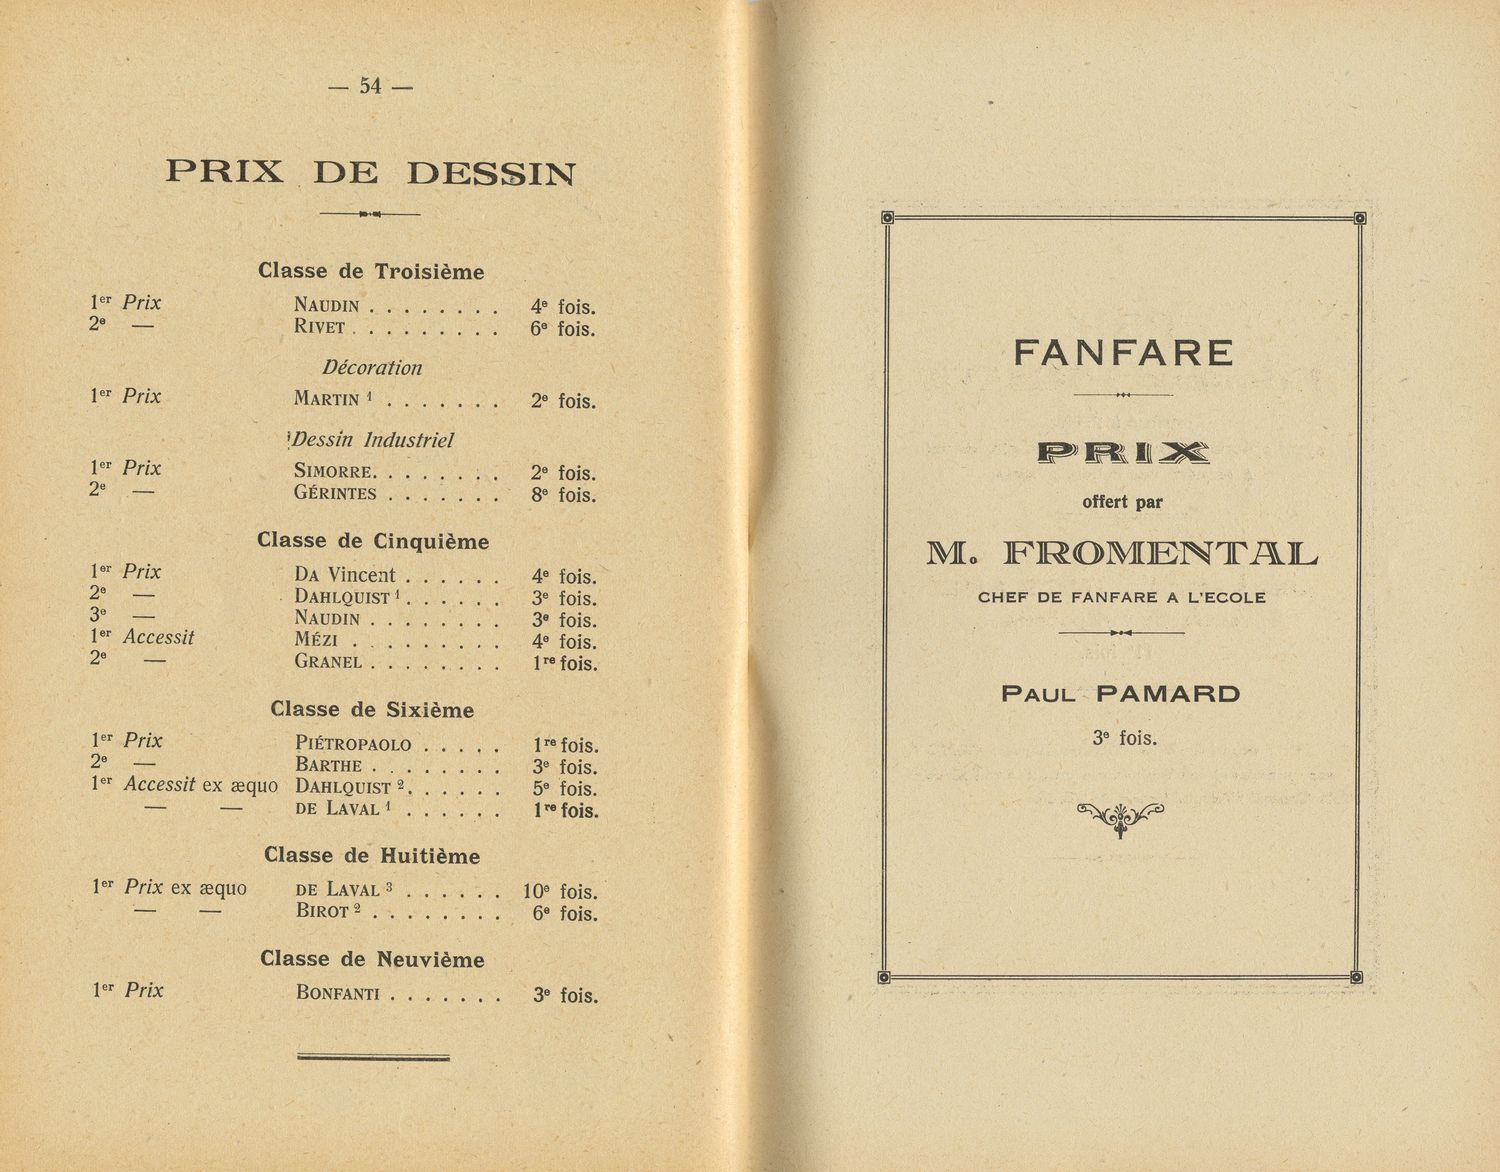 — 54 —
PRIX DE DESSIN
Classe de Troisième
1er Prix NAUDIN . . . . . . . . 4e fois.
2e — RIVET . . . . . . . . . 6e fois.
Décoration
1er Prix MARTIN 1 . . . . . . . 2e fois.
Dessin Industriel
1er Prix SIMORRE. . . . . . . . 2e fois.
2e — GÉRINTES . . . . . . . 8e fois.
Classe de Cinquième
1er Prix DA Vincent . . . . . . 4e fois.
2e — DAHLQUIST 1 . . . . . . 3e fois.
3e — NAUDIN . . . . . . . . 3e fois.
1er Accessit MÉZI . . . . . . . . . 4e fois.
2e — GRANEL . . . . . . . . 1re fois.
Classe de Sixième
1er Prix PIÉTROPAOLO . . . . . 1re fois.
2e — BARTHE . . . . . . . . 3e fois.
1er Accessit ex æquo DAHLQUIST 2. . . . . . 5e fois.
— — DE LAVAL 1 . . . . . . 1re fois.
Classe de Huitième
1er Prix ex æquo DE LAVAL 3 . . . . . . 10e fois.
— — BIROT 2 . . . . . . . . 6e fois.
Classe de Neuvième
1er Prix BONFANTI . . . . . . . 3e fois.
FANFARE
PRIX
offert par
M. FROMENTAL
CHEF DE FANFARE A L'ECOLE
PAUL PAMARD
3e fois.